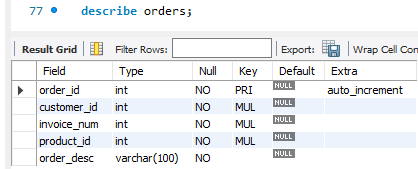 77 describe orders;
Result Grid Filter Rows: Export: Wrap Cell Con
Field Type Null Key Default Extra
order_id int NO PRI NULL auto_increment
customer_id int NO MUL NULL
invoice_num int NO MUL NULL
product_id int NO MUL NULL
order_desc varchar(100) NO NULL